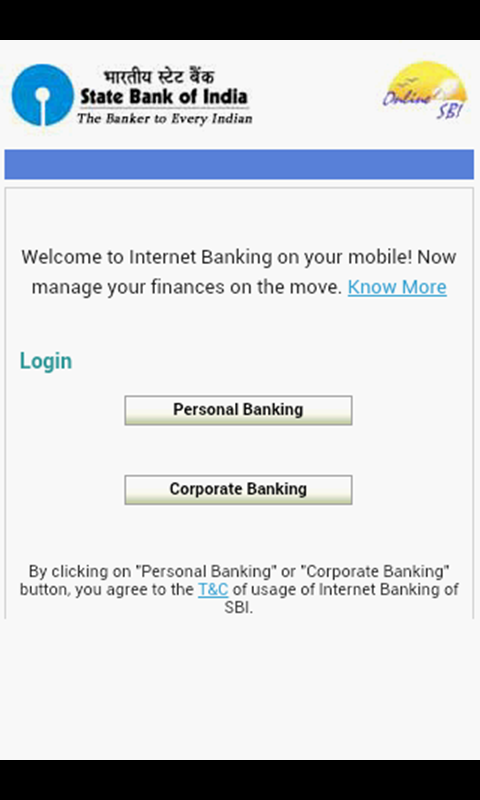 भारतीय स्टेट बैंक
State Bank of India
The Banker to Every Indian
Online
SBI
Welcome to Internet Banking on your mobile! Now
manage your finances on the move. Know More
Login
Personal Banking
Corporate Banking
By clicking on "Personal Banking" or "Corporate Banking"
button, you agree to the T&C of usage of Internet Banking of
SBI.